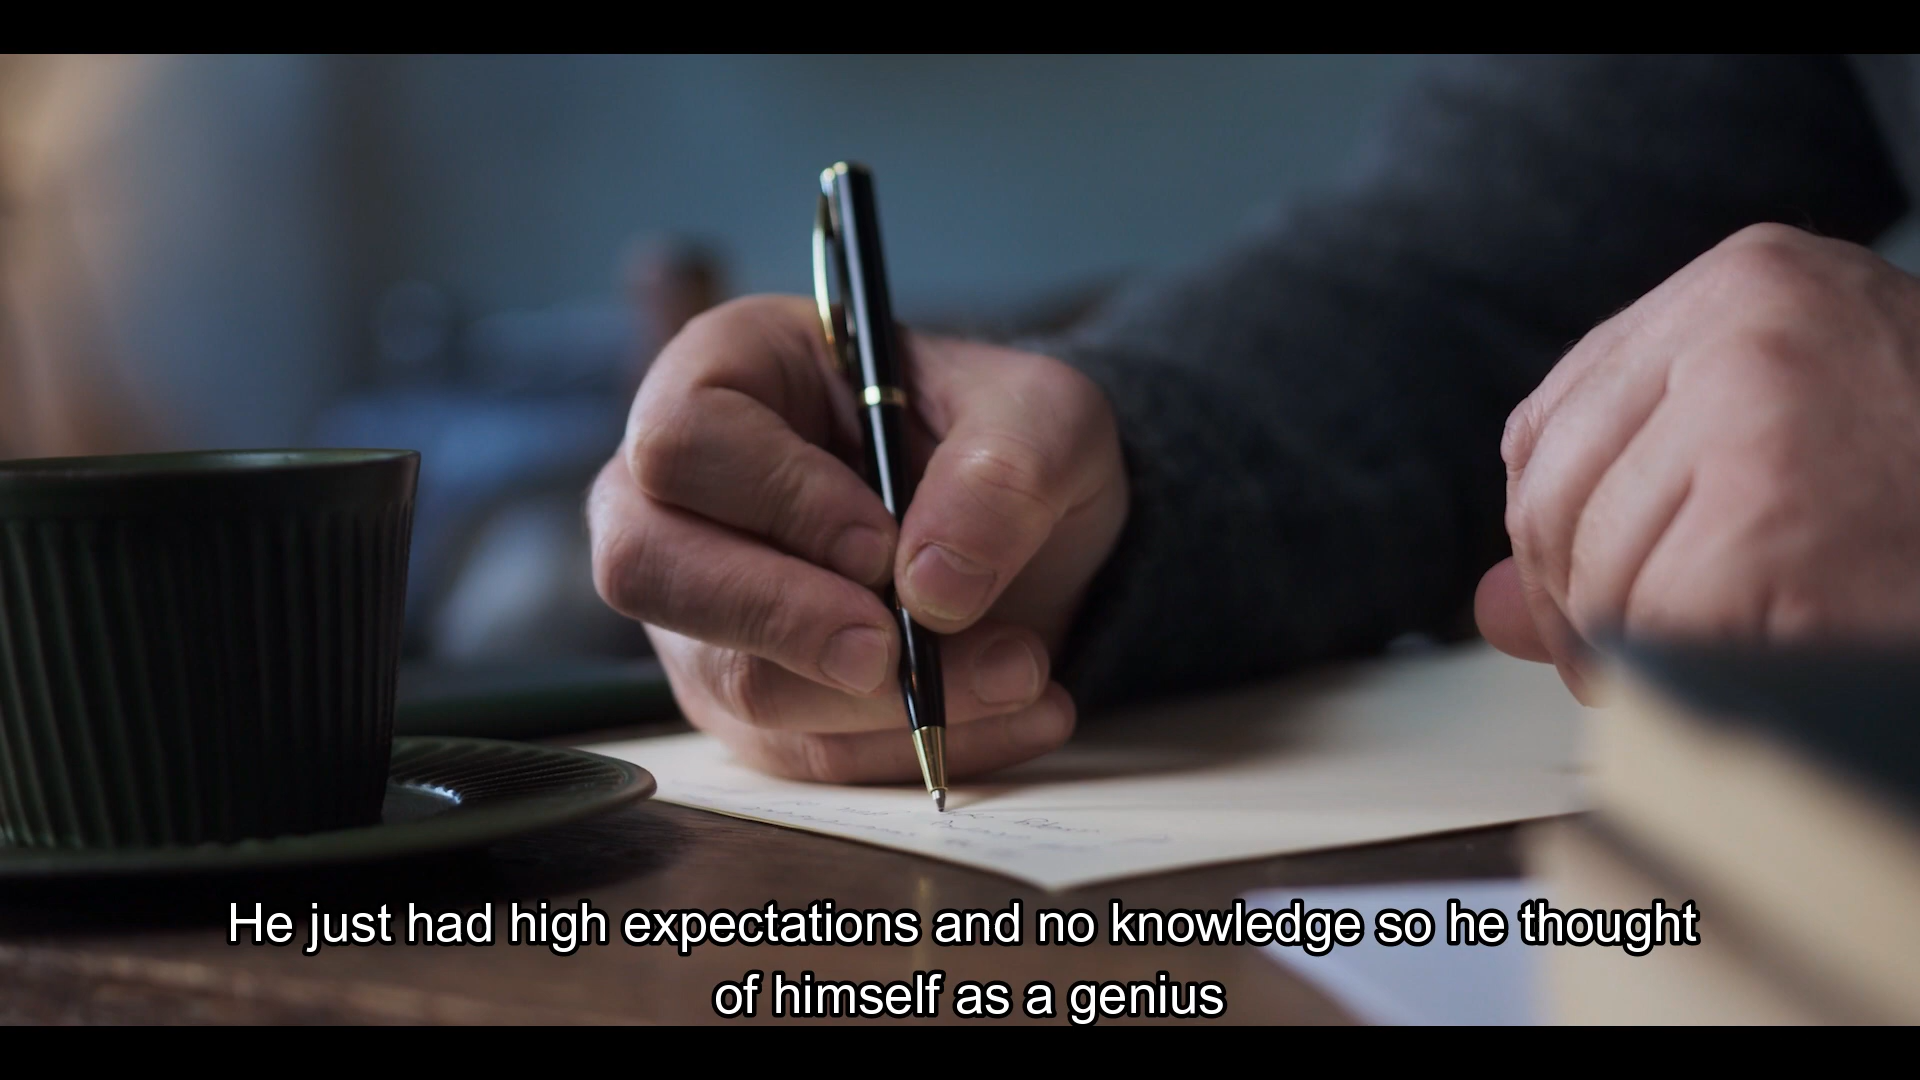 He just had high expectations and no knowledge so he thought
of himself as a genius